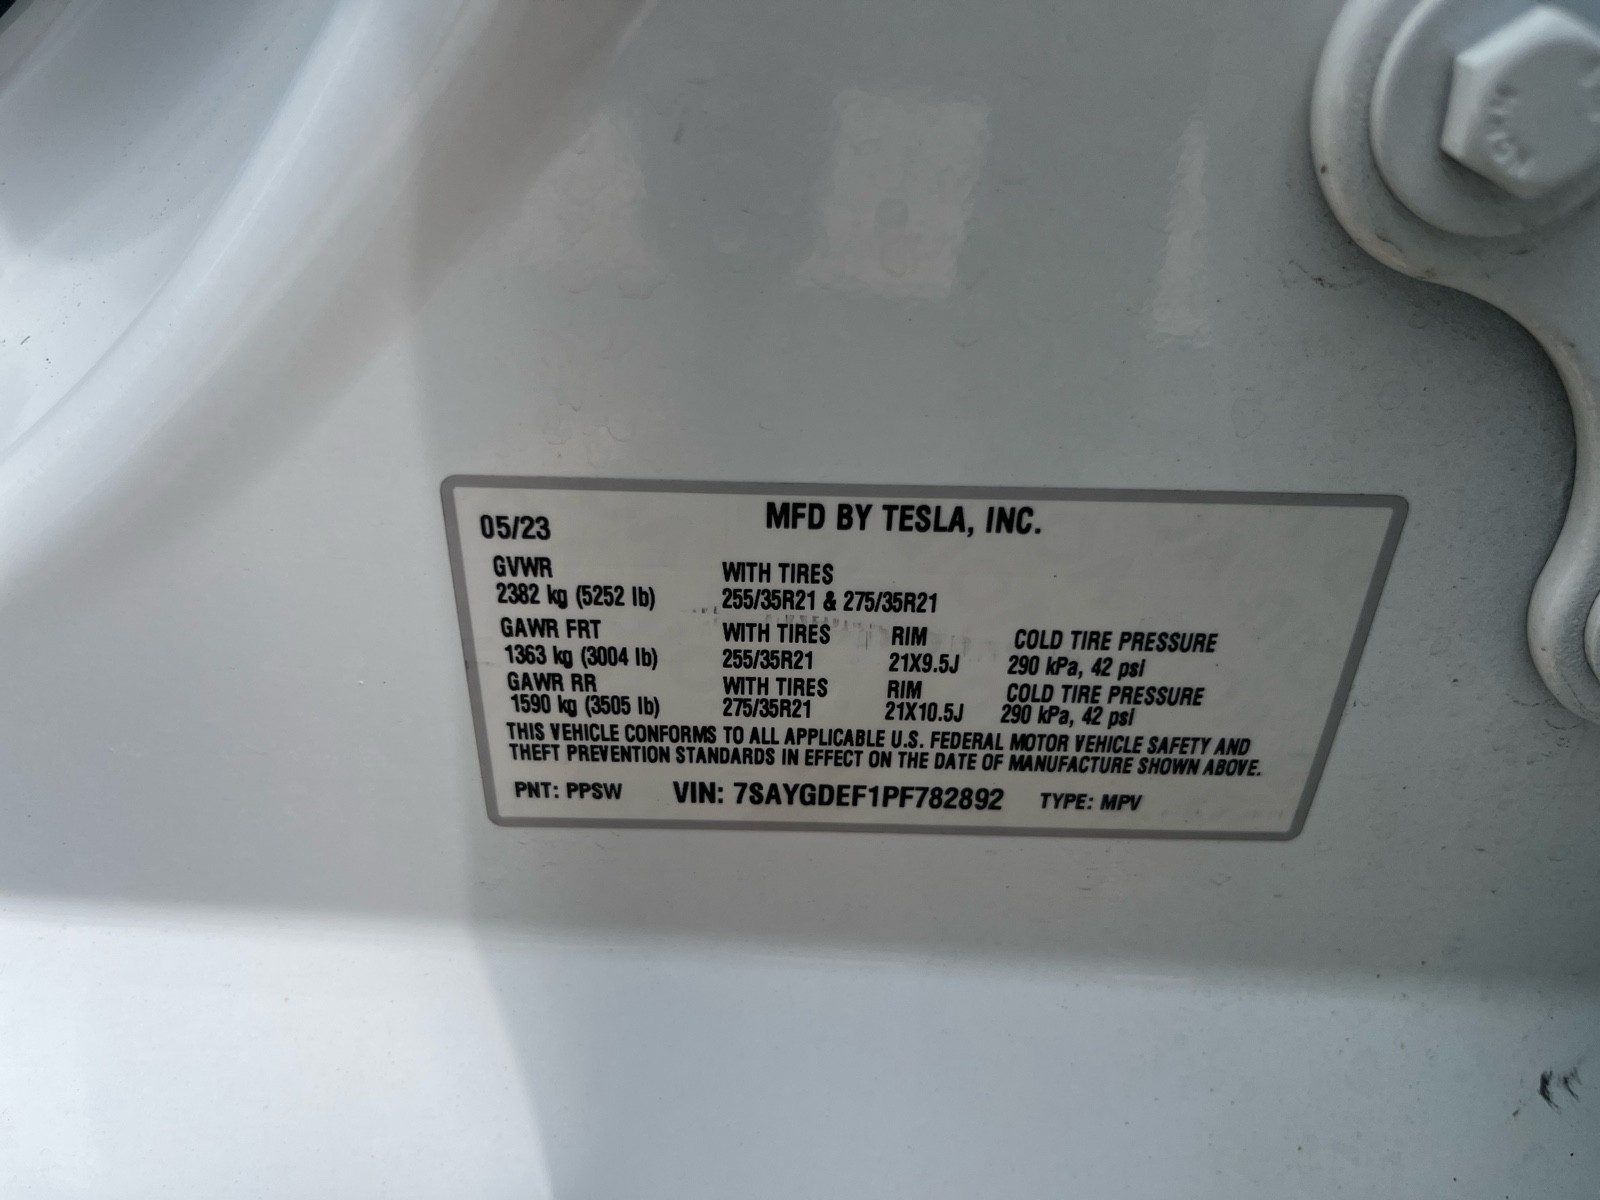 05/23 MFD BY TESLA, INC.
GVWR WITH TIRES
2382 kg (5252 lb) 255/35R21 & 275/35R21
GAWR FRT WITH TIRES RIM COLD TIRE PRESSURE
1363 kg (3004 lb) 255/35R21 21X9.5J 290 kPa, 42 psi
GAWR RR WITH TIRES RIM COLD TIRE PRESSURE
1590 kg (3505 lb) 275/35R21 21X10.5J 290 kPa, 42 psi
THIS VEHICLE CONFORMS TO ALL APPLICABLE U.S. FEDERAL MOTOR VEHICLE SAFETY AND
THEFT PREVENTION STANDARDS IN EFFECT ON THE DATE OF MANUFACTURE SHOWN ABOVE.
PNT: PPSW VIN: 7SAYGDEF1PF782892 TYPE: MPV